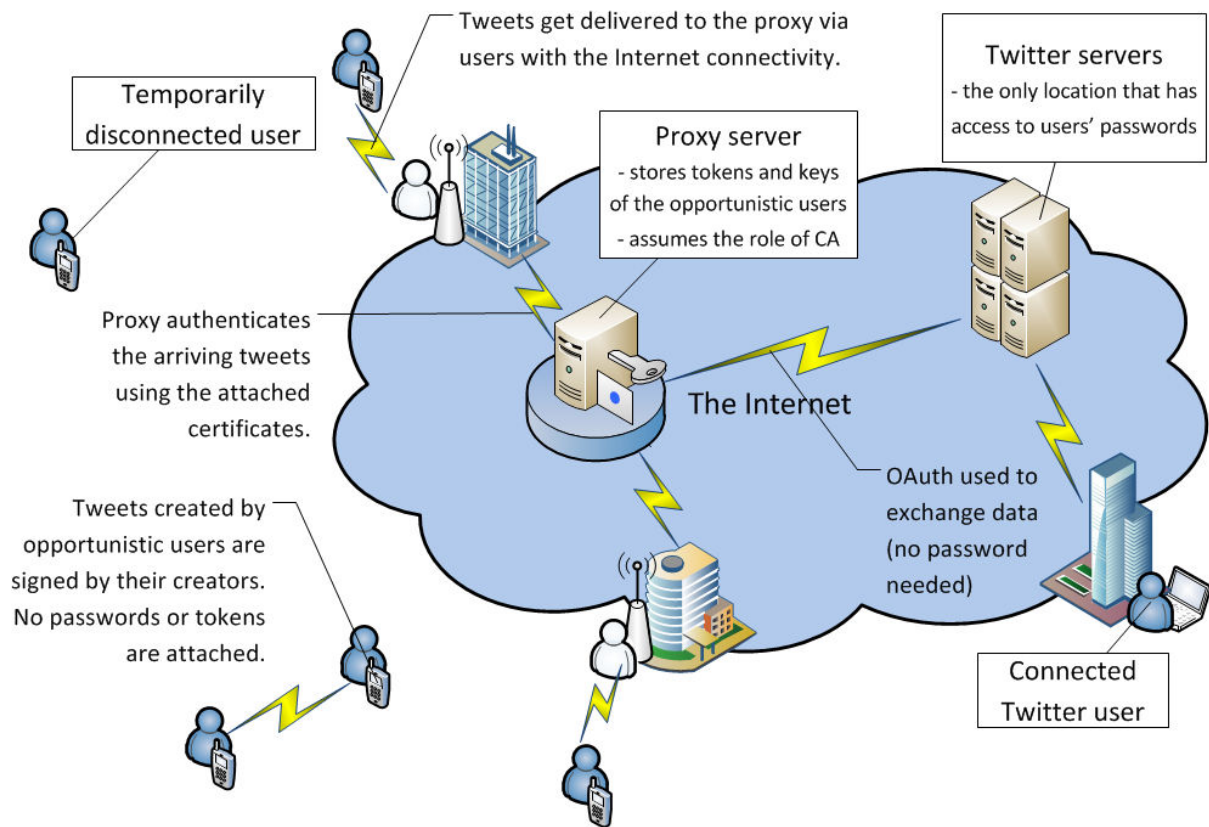 Tweets get delivered to the proxy via
users with the Internet connectivity.
Temporarily
disconnected user
Twitter servers
- the only location that has
access to users’ passwords
Proxy server
- stores tokens and keys
of the opportunistic users
- assumes the role of CA
Proxy authenticates
the arriving tweets
using the attached
certificates.
The Internet
OAuth used to
exchange data
(no password
needed)
Tweets created by
opportunistic users are
signed by their creators.
No passwords or tokens
are attached.
Connected
Twitter user